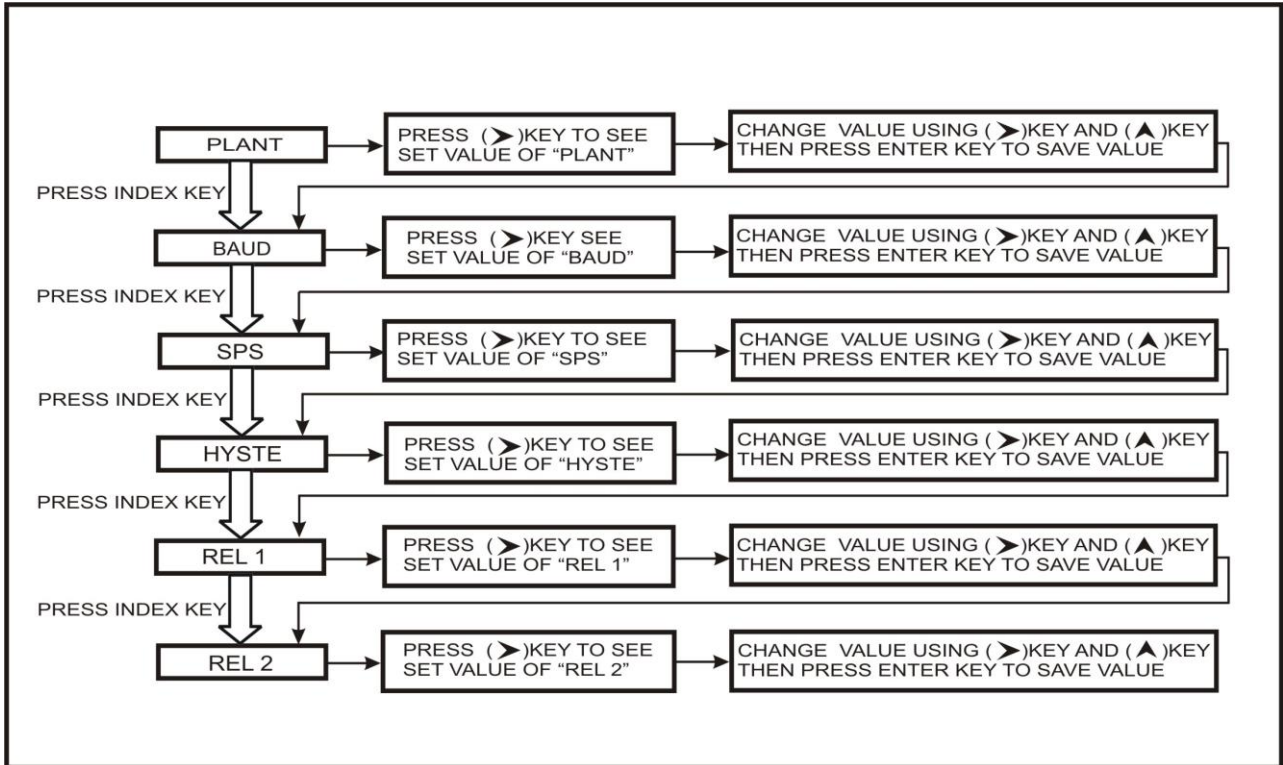 PLANT
PRESS (➤)KEY TO SEE
SET VALUE OF “PLANT”
CHANGE VALUE USING (➤)KEY AND (▲)KEY
THEN PRESS ENTER KEY TO SAVE VALUE
PRESS INDEX KEY
BAUD
PRESS (➤)KEY SEE
SET VALUE OF “BAUD”
CHANGE VALUE USING (➤)KEY AND (▲)KEY
THEN PRESS ENTER KEY TO SAVE VALUE
PRESS INDEX KEY
SPS
PRESS (➤)KEY TO SEE
SET VALUE OF “SPS”
CHANGE VALUE USING (➤)KEY AND (▲)KEY
THEN PRESS ENTER KEY TO SAVE VALUE
PRESS INDEX KEY
HYSTE
PRESS (➤)KEY TO SEE
SET VALUE OF “HYSTE”
CHANGE VALUE USING (➤)KEY AND (▲)KEY
THEN PRESS ENTER KEY TO SAVE VALUE
PRESS INDEX KEY
REL 1
PRESS (➤)KEY TO SEE
SET VALUE OF “REL 1”
CHANGE VALUE USING (➤)KEY AND (▲)KEY
THEN PRESS ENTER KEY TO SAVE VALUE
PRESS INDEX KEY
REL 2
PRESS (➤)KEY TO SEE
SET VALUE OF “REL 2”
CHANGE VALUE USING (➤)KEY AND (▲)KEY
THEN PRESS ENTER KEY TO SAVE VALUE